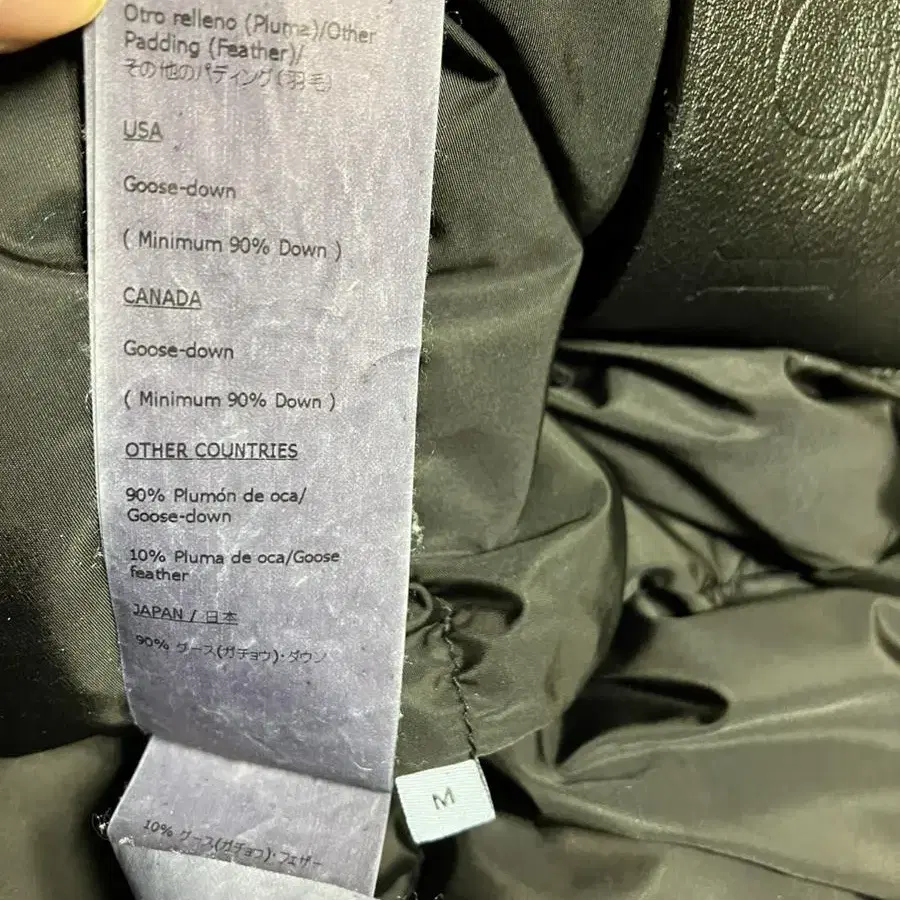 Otro relleno (Pluma)/Other
Padding (Feather)/
その他のパディング(羽毛)
USA
Goose-down
( Minimum 90% Down )
CANADA
Goose-down
( Minimum 90% Down )
OTHER COUNTRIES
90% Plumón de oca/
Goose-down
10% Pluma de oca/Goose
feather
JAPAN / 日本
90% グース(ガチョウ)・ダウン
10% グース(ガチョウ)・フェザー
M